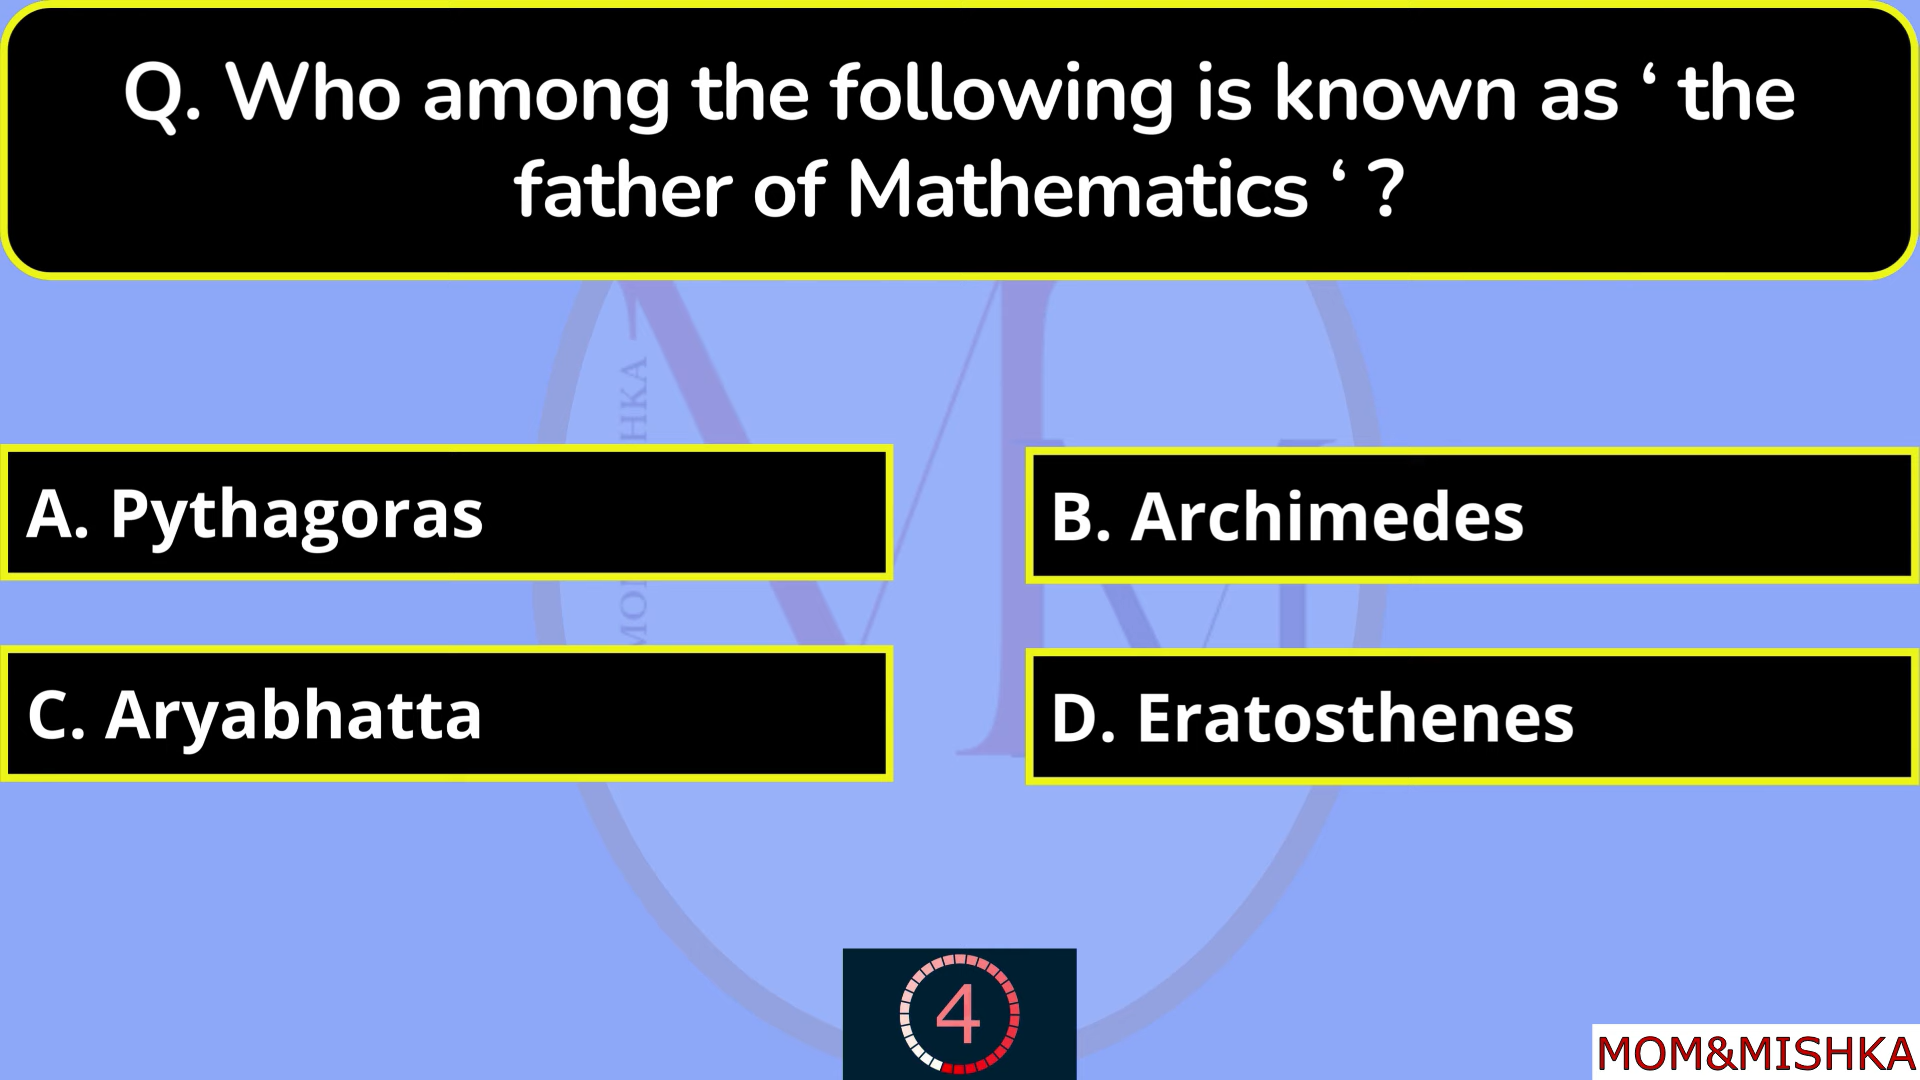 Q. Who among the following is known as ‘ the
father of Mathematics ‘ ?
A. Pythagoras
B. Archimedes
C. Aryabhatta
D. Eratosthenes
4
MOM&MISHKA